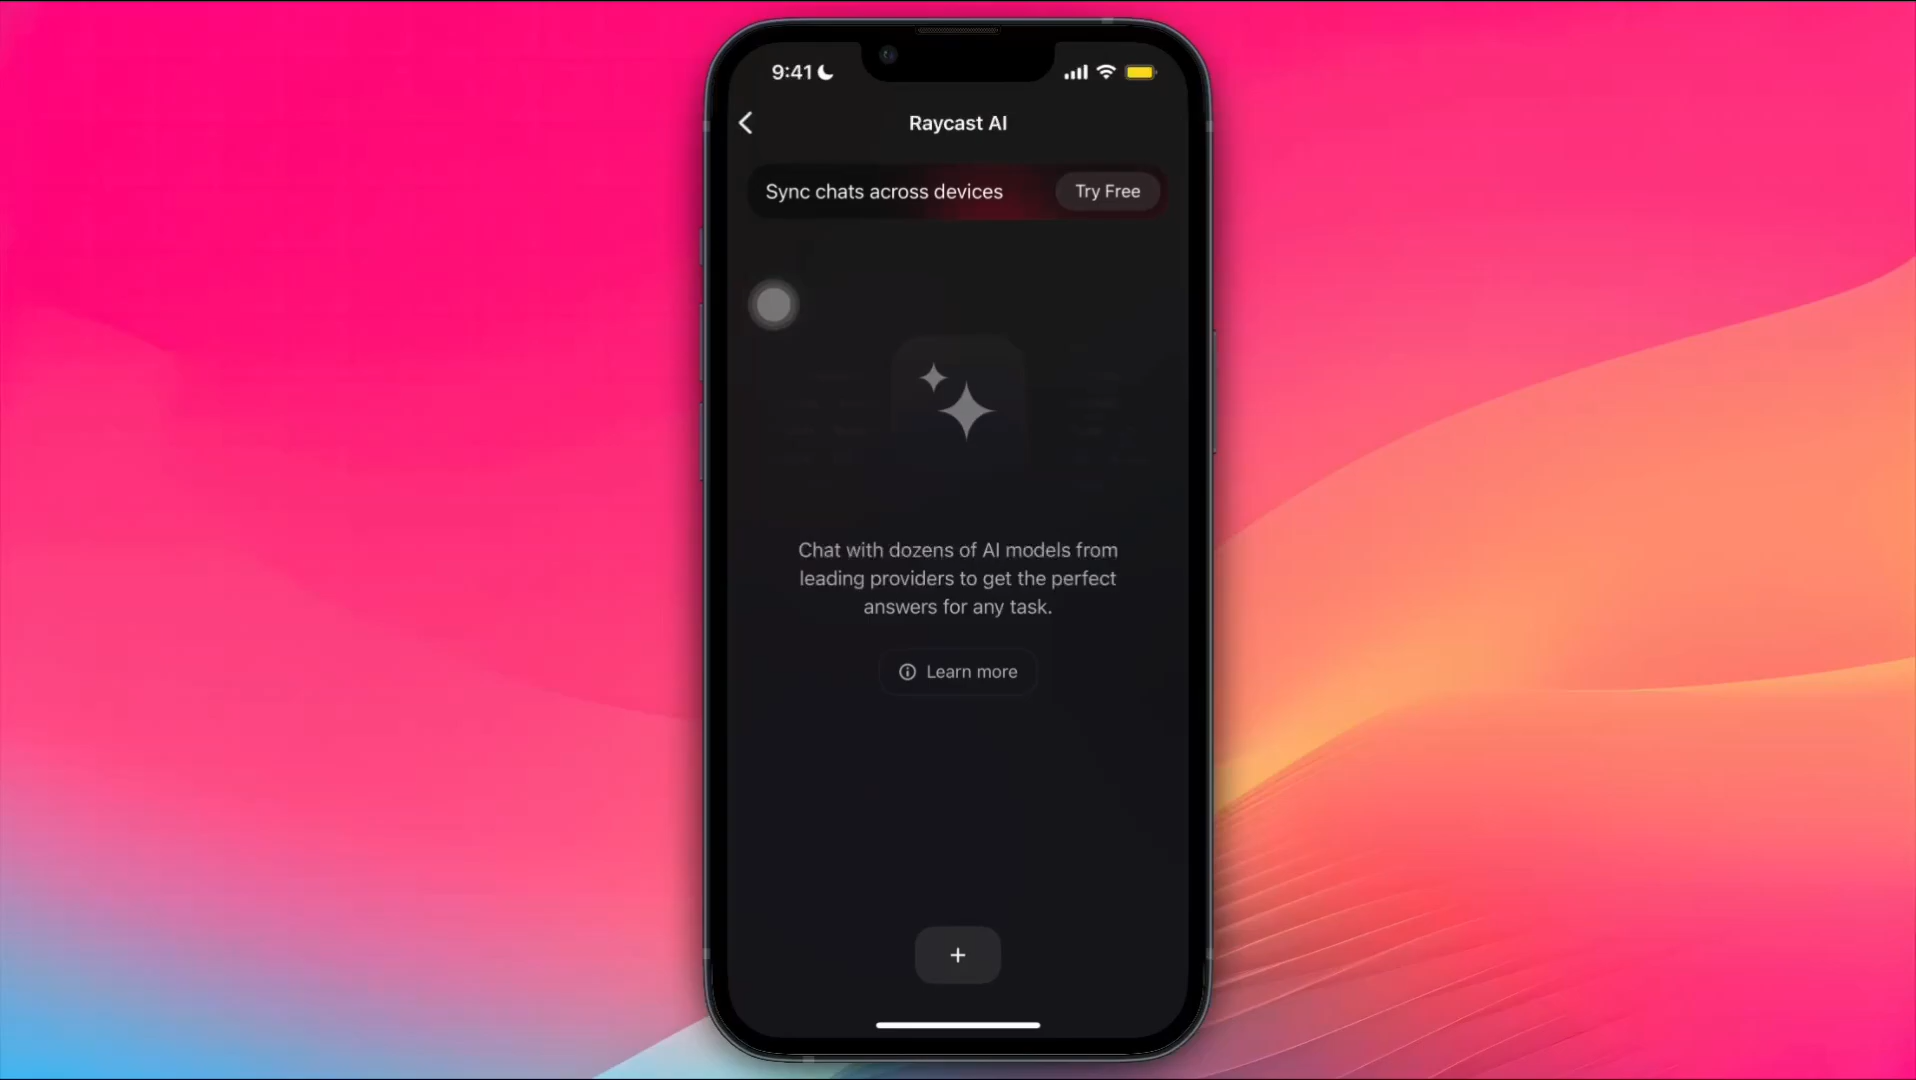 9:41
Raycast AI
Sync chats across devices
Try Free
Chat with dozens of AI models from
leading providers to get the perfect
answers for any task.
Learn more
+